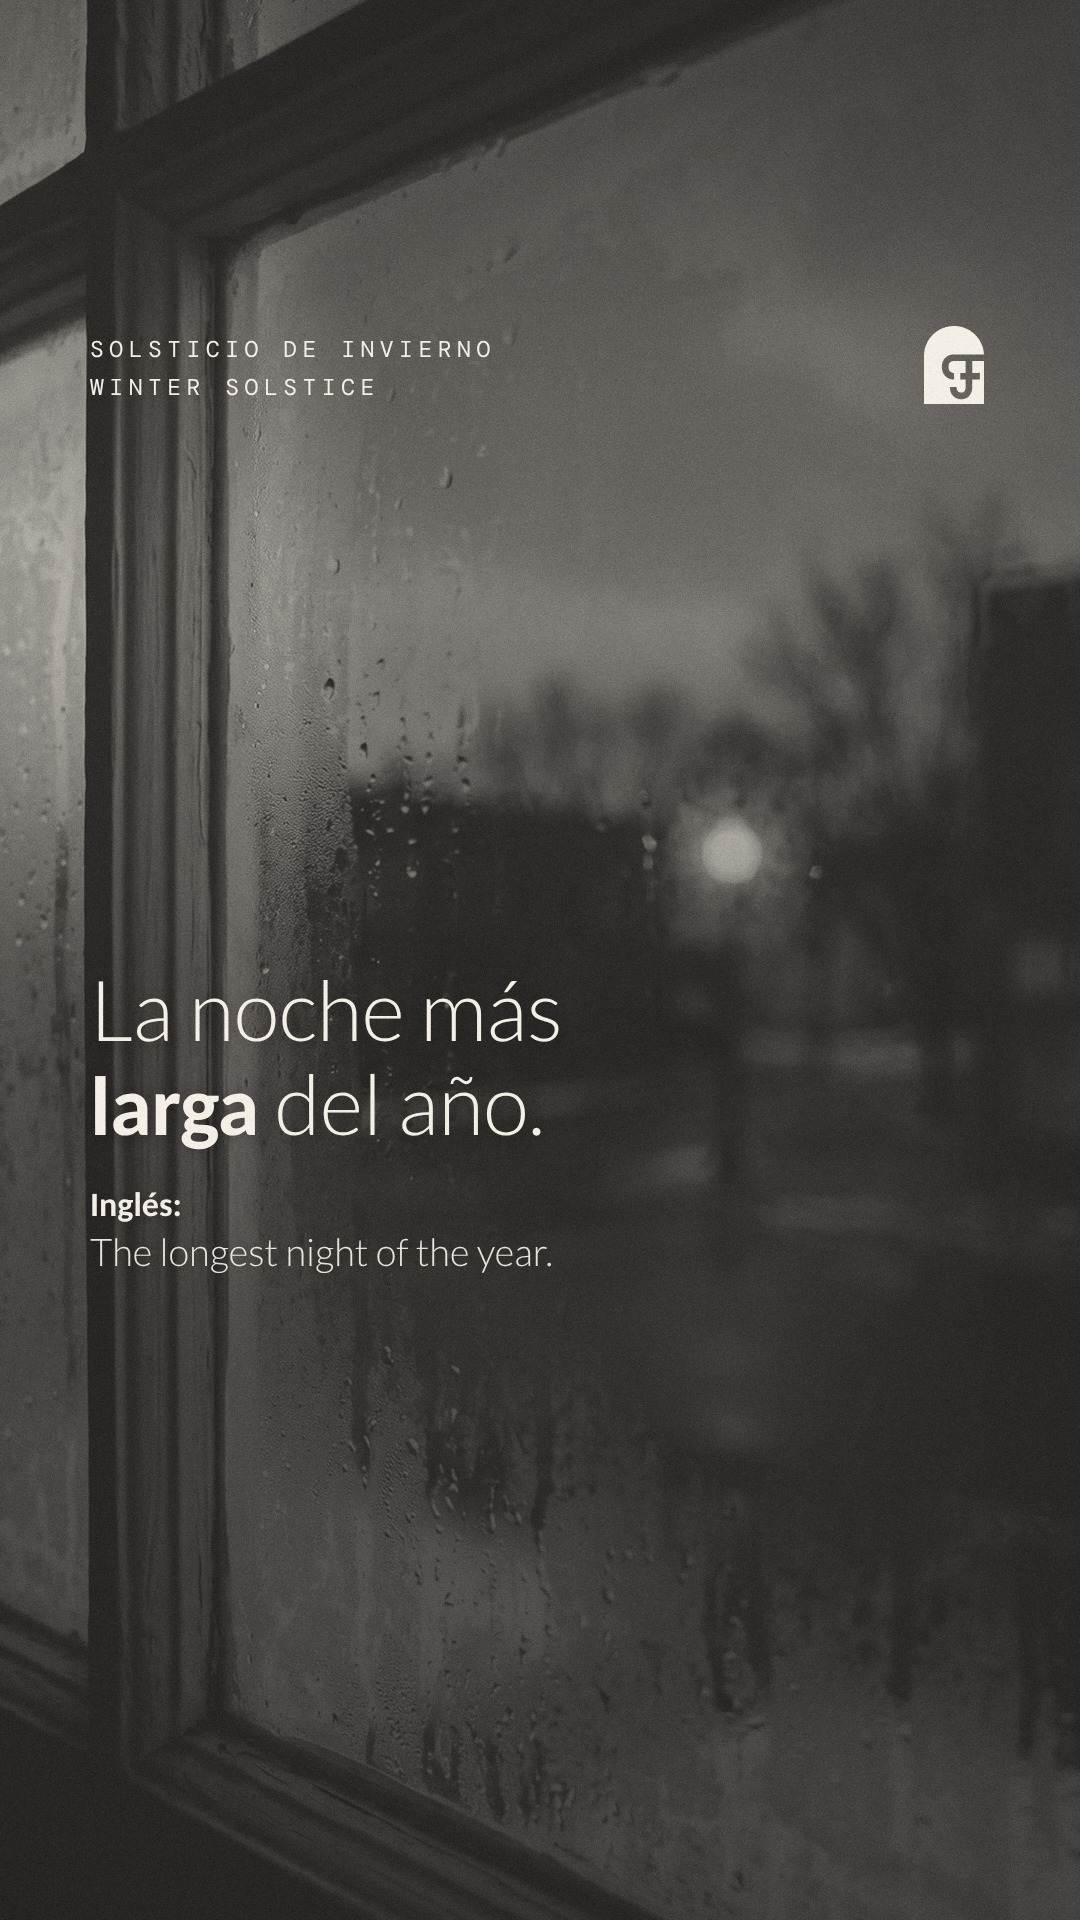 SOLSTICIO DE INVIERNO
WINTER SOLSTICE
La noche más
larga del año.
Inglés:
The longest night of the year.